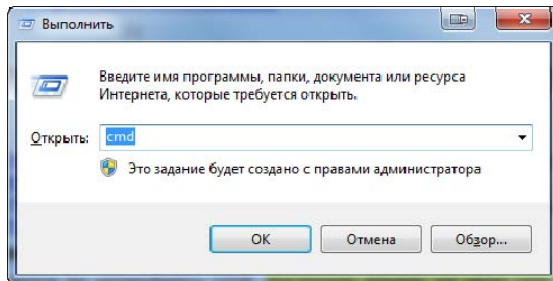 Выполнить
Введите имя программы, папки, документа или ресурса
Интернета, которые требуется открыть.
Открыть:
cmd
Это задание будет создано с правами администратора
ОК
Отмена
Обзор...